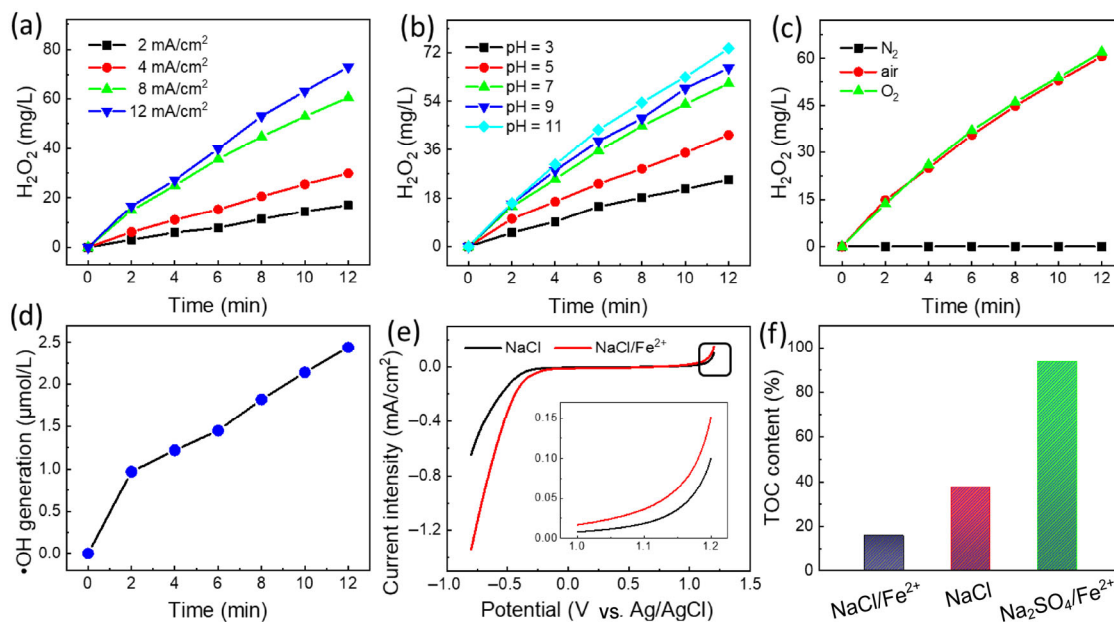 (a)
2 mA/cm²
4 mA/cm²
8 mA/cm²
12 mA/cm²
80
60
40
20
0
H₂O₂ (mg/L)
0 2 4 6 8 10 12
Time (min)
(b)
pH = 3
pH = 5
pH = 7
pH = 9
pH = 11
72
54
36
18
0
H₂O₂ (mg/L)
0 2 4 6 8 10 12
Time (min)
(c)
N₂
air
O₂
75
60
45
30
15
0
H₂O₂ (mg/L)
0 2 4 6 8 10 12
Time (min)
(d)
2.5
2.0
1.5
1.0
0.5
0.0
•OH generation (μmol/L)
0 2 4 6 8 10 12
Time (min)
(e)
NaCl NaCl/Fe²⁺
0.0
−0.4
−0.8
−1.2
Current intensity (mA/cm²)
0.15
0.10
0.05
0.00
1.0 1.1 1.2
−1.0 −0.5 0.0 0.5 1.0 1.5
Potential (V vs. Ag/AgCl)
(f)
100
80
60
40
20
0
TOC content (%)
NaCl/Fe²⁺ NaCl Na₂SO₄/Fe²⁺